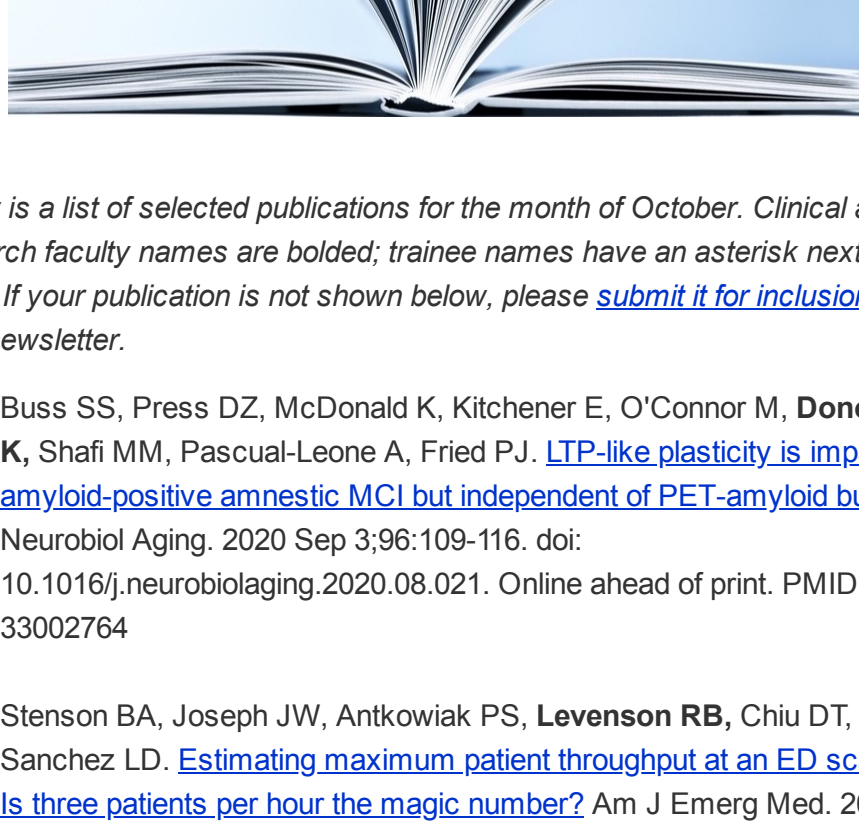 is a list of selected publications for the month of October. Clinical
faculty names are bolded; trainee names have an asterisk next
If your publication is not shown below, please submit it for
Buss SS, Press DZ, McDonald K, Kitchener E, O'Connor M,
K, Shafi MM, Pascual-Leone A, Fried PJ. LTP-like plasticity is
amyloid-positive amnestic MCI but independent of PET-amyloid
Neurobiol Aging. 2020 Sep 3;96:109-116. doi:
10.1016/j.neurobiolaging.2020.08.021. Online ahead of print. PMID
33002764
Stenson BA, Joseph JW, Antkowiak PS, Levenson RB, Chiu DT,
Sanchez LD. Estimating maximum patient throughput at an ED
Is three patients per hour the magic number? Am J Emerg Med.